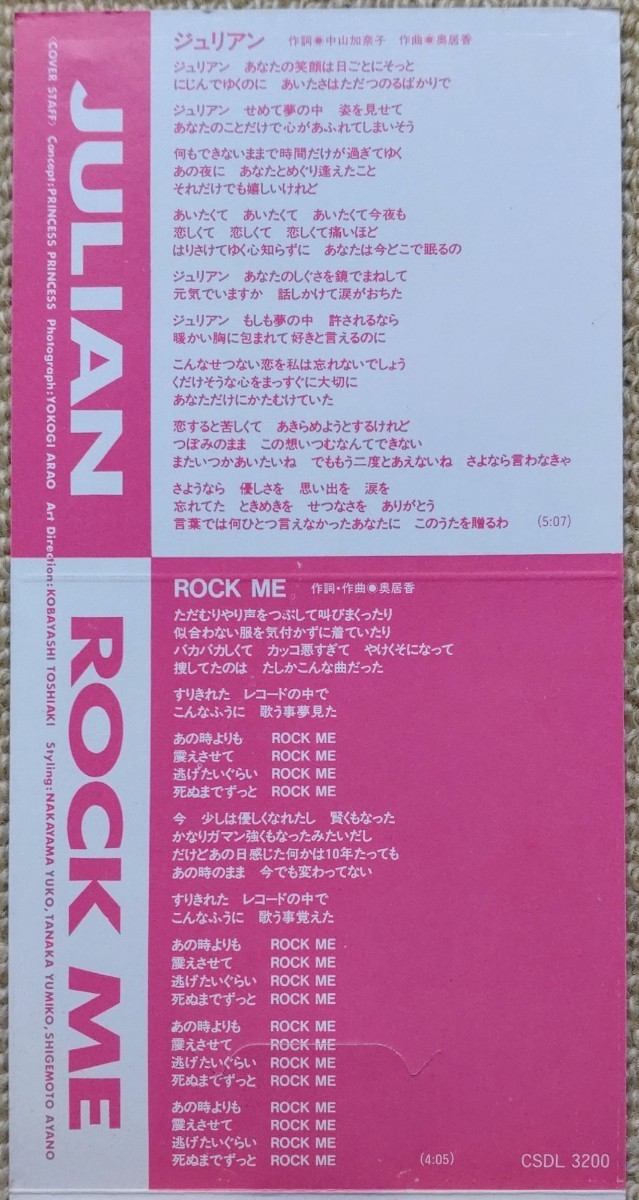 JULIAN
〈COVER STAFF〉 Concept:PRINCESS PRINCESS Photograph:YOKOGI ARAO Art Direction:KOBAYASHI TOSHIAKI Styling:NAKAYAMA YUKO,TANAKA YUMIKO,SHIGEMOTO AYANO
ジュリアン 作詞◉中山加奈子 作曲◉奥居香
ジュリアン あなたの笑顔は日ごとにそっと
にじんでゆくのに あいたさはただつのるばかりで
ジュリアン せめて夢の中 姿を見せて
あなたのことだけで心があふれてしまいそう
何もできないままで時間だけが過ぎてゆく
あの夜に あなたとめぐり逢えたこと
それだけでも嬉しいけれど
あいたくて あいたくて あいたくて今夜も
恋しくて 恋しくて 恋しくて痛いほど
はりさけてゆく心知らずに あなたは今どこで眠るの
ジュリアン あなたのしぐさを鏡でまねして
元気でいますか 話しかけて涙がおちた
ジュリアン もしも夢の中 許されるなら
暖かい胸に包まれて好きと言えるのに
こんなせつない恋を私は忘れないでしょう
くだけそうな心をまっすぐに大切に
あなただけにかたむけていた
恋すると苦しくて あきらめようとするけれど
つぼみのまま この想いつむなんてできない
またいつかあいたいね でももう二度とあえないね さよなら言わなきゃ
さようなら 優しさを 思い出を 涙を
忘れてた ときめきを せつなさを ありがとう
言葉では何ひとつ言えなかったあなたに このうたを贈るわ (5:07)
ROCK ME
ROCK ME 作詞・作曲◉奥居香
ただむりやり声をつぶして叫びまくったり
似合わない服を気付かずに着ていたり
バカバカしくて カッコ悪すぎて やけくそになって
捜してたのは たしかこんな曲だった
すりきれた レコードの中で
こんなふうに 歌う事夢見た
あの時よりも ROCK ME
震えさせて ROCK ME
逃げたいぐらい ROCK ME
死ぬまでずっと ROCK ME
今 少しは優しくなれたし 賢くもなった
かなりガマン強くもなったみたいだし
だけどあの日感じた何かは10年たっても
あの時のまま 今でも変わってない
すりきれた レコードの中で
こんなふうに 歌う事覚えた
あの時よりも ROCK ME
震えさせて ROCK ME
逃げたいぐらい ROCK ME
死ぬまでずっと ROCK ME
あの時よりも ROCK ME
震えさせて ROCK ME
逃げたいぐらい ROCK ME
死ぬまでずっと ROCK ME
あの時よりも ROCK ME
震えさせて ROCK ME
逃げたいぐらい ROCK ME
死ぬまでずっと ROCK ME (4:05)
CSDL 3200